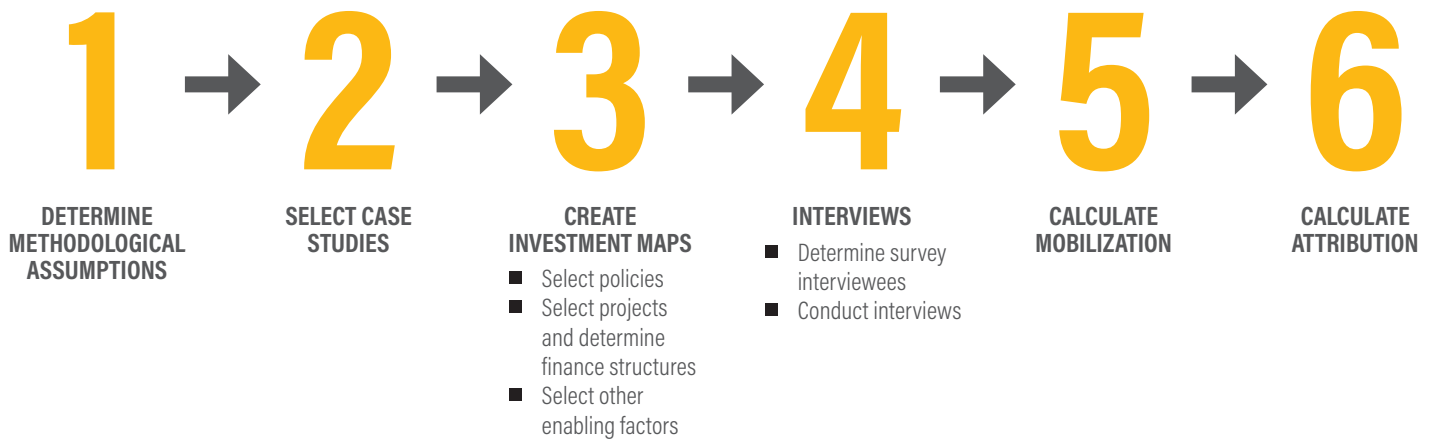 1
DETERMINE
METHODOLOGICAL
ASSUMPTIONS
2
SELECT CASE
STUDIES
3
CREATE
INVESTMENT MAPS
Select policies
Select projects
and determine
finance structures
Select other
enabling factors
4
INTERVIEWS
Determine survey
interviewees
Conduct interviews
5
CALCULATE
MOBILIZATION
6
CALCULATE
ATTRIBUTION